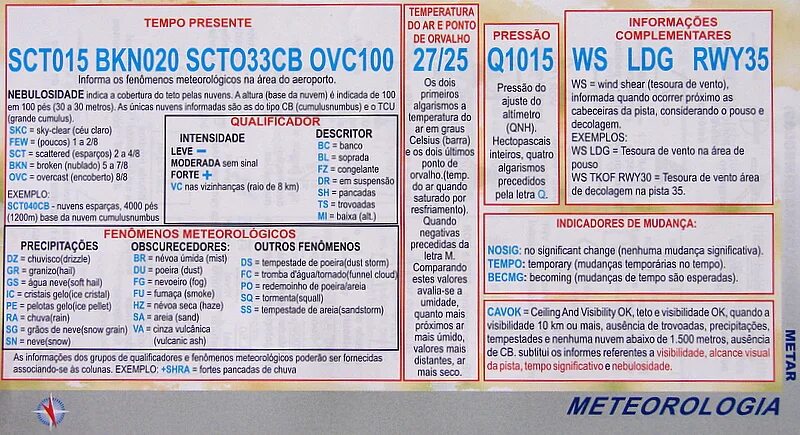 TEMPO PRESENTE
SCT015 BKN020 SCTO33CB OVC100
Informa os fenômenos meteorológicos na área do aeroporto.
NEBULOSIDADE indica a cobertura do teto pelas nuvens. A altura (base da nuvem) é indicada de 100
em 100 pés (30 a 30 metros). As únicas nuvens informadas são as do tipo CB (cumulusnumbus) e o TCU
(grande cumulus).
SKC = sky-clear (céu claro)
FEW = (poucos) 1 a 2/8
SCT = scattered (esparços) 2 a 4/8
BKN = broken (nublado) 5 a 7/8
OVC = overcast (encoberto) 8/8
EXEMPLO:
SCT040CB - nuvens esparças, 4000 pés
(1200m) base da nuvem cumulusnumbus
QUALIFICADOR
INTENSIDADE
LEVE –
MODERADA sem sinal
FORTE +
VC nas vizinhanças (raio de 8 km)
DESCRITOR
BC = banco
BL = soprada
FZ = congelante
DR = em suspensão
SH = pancadas
TS = trovoadas
MI = baixa (alt.)
FENÔMENOS METEOROLÓGICOS
PRECIPITAÇÕES
DZ = chuvisco(drizzle)
GR = granizo(hail)
GS = água neve(soft hail)
IC = cristais gelo(ice cristal)
PE = pelotas gelo(ice pellet)
RA = chuva(rain)
SG = grãos de neve(snow grain)
SN = neve(snow)
OBSCURECEDORES:
BR = névoa úmida (mist)
DU = poeira (dust)
FG = nevoeiro (fog)
FU = fumaça (smoke)
HZ = névoa seca (haze)
SA = areia (sand)
VA = cinza vulcânica
(vulcanic ash)
OUTROS FENÔMENOS
DS = tempestade de poeira(dust storm)
FC = tromba d'água/tornado(funnel cloud)
PO = redemoinho de poeira/areia
SQ = tormenta(squall)
SS = tempestade de areia(sandstorm)
As informações dos grupos de qualificadores e fenômenos meteorológicos poderão ser fornecidas
associando-se às colunas. EXEMPLO: +SHRA = fortes pancadas de chuva
TEMPERATURA
DO AR E PONTO
DE ORVALHO
27/25
Os dois
primeiros
algarismos a
temperatura do
ar em graus
Celsius (barra)
e os dois últimos
ponto de
orvalho.(temp.
do ar quando
saturado por
resfriamento).
Quando
negativas
precedidas da
letra M.
Comparando
estes valores
avalia-se a
umidade,
quanto mais
próximos ar
mais úmido,
valores mais
distantes, ar
mais seco.
PRESSÃO
Q1015
Pressão do
ajuste do
altímetro
(QNH).
Hectopascais
inteiros, quatro
algarismos
precedidos
pela letra Q.
INFORMAÇÕES
COMPLEMENTARES
WS LDG RWY35
WS = wind shear (tesoura de vento),
informada quando ocorrer próximo as
cabeceiras da pista, considerando o pouso e
decolagem.
EXEMPLOS:
WS LDG = Tesoura de vento na área de
pouso
WS TKOF RWY30 = Tesoura de vento área
de decolagem na pista 35.
INDICADORES DE MUDANÇA:
NOSIG: no significant change (nenhuma mudança significativa).
TEMPO: temporary (mudanças temporárias no tempo).
BECMG: becoming (mudanças de tempo são esperadas).
CAVOK = Ceiling And Visibility OK, teto e visibilidade OK, quando a
visibilidade 10 km ou mais, ausência de trovoadas, precipitações,
tempestades e nenhuma nuvem abaixo de 1.500 metros, ausência
de CB. subtitui os informes referentes a visibilidade, alcance visual
da pista, tempo significativo e nebulosidade.
METAR
METEOROLOGIA